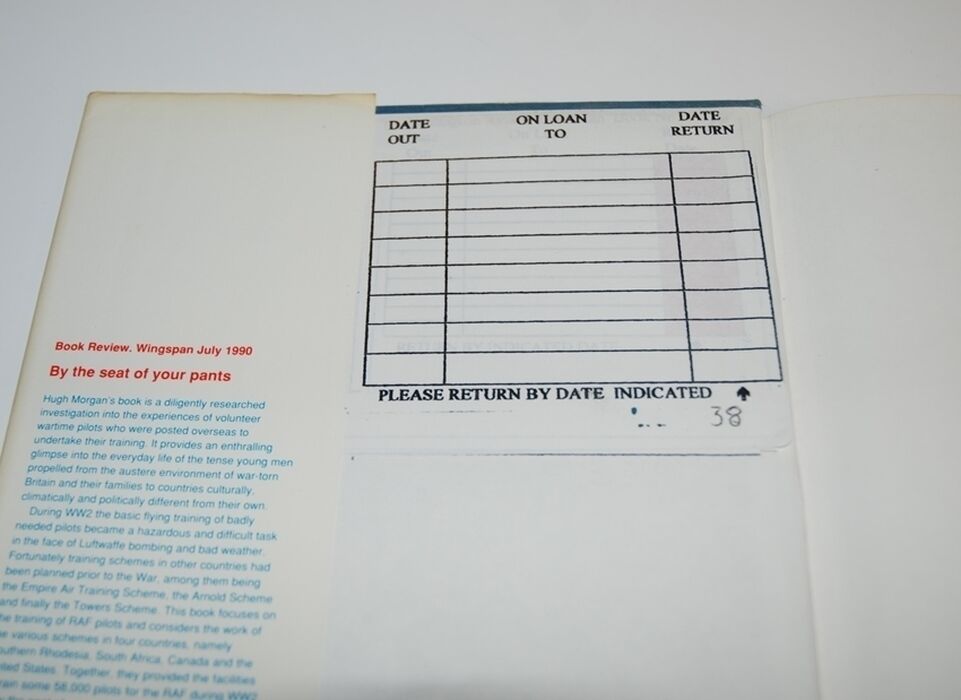 Book Review. Wingspan July 1990
By the seat of your pants
Hugh Morgan's book is a diligently researched
investigation into the experiences of volunteer
wartime pilots who were posted overseas to
undertake their training. It provides an enthralling
glimpse into the everyday life of the tense young men
propelled from the austere environment of war-torn
Britain and their families to countries culturally,
climatically and politically different from their own.
During WW2 the basic flying training of badly
needed pilots became a hazardous and difficult task
in the face of Luftwaffe bombing and bad weather.
Fortunately training schemes in other countries had
been planned prior to the War, among them being
the Empire Air Training Scheme, the Arnold Scheme
and finally the Towers Scheme. This book focuses on
the training of RAF pilots and considers the work of
various schemes in four countries, namely
Rhodesia, South Africa, Canada and the
States. Together, they provided the facilities
some 58,000 pilots for the RAF during WW2
DATE OUT
ON LOAN TO
DATE RETURN
PLEASE RETURN BY DATE INDICATED
38